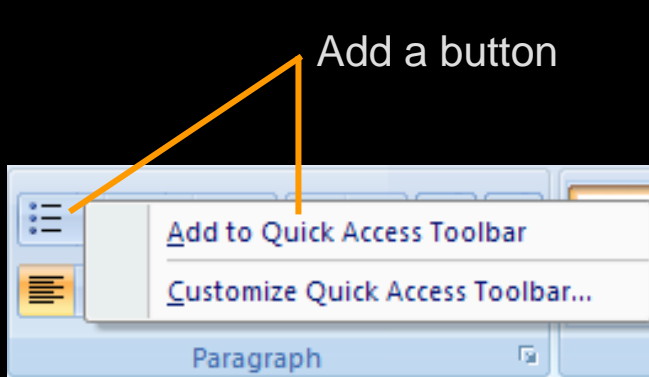 Add a button
Add to Quick Access Toolbar
Customize Quick Access Toolbar...
Paragraph